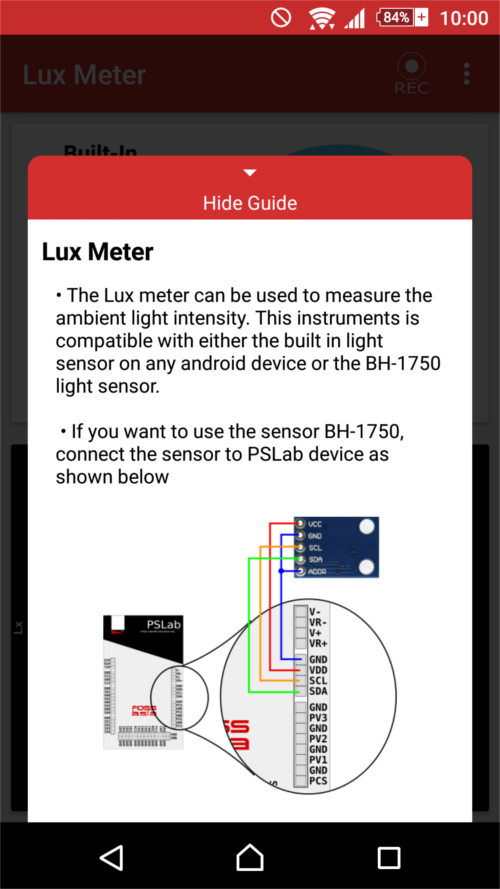 84% 10:00
Lux Meter
REC
Built-In
Hide Guide
Lux Meter
• The Lux meter can be used to measure the
ambient light intensity. This instruments is
compatible with either the built in light
sensor on any android device or the BH-1750
light sensor.
• If you want to use the sensor BH-1750,
connect the sensor to PSLab device as
shown below
VCC
GND
SCL
SDA
ADDR
PSLab
FOSS
ASIA
V-
VR-
V+
VR+
GND
VDD
SCL
SDA
GND
PV3
GND
PV2
GND
PV1
GND
PCS
Lx